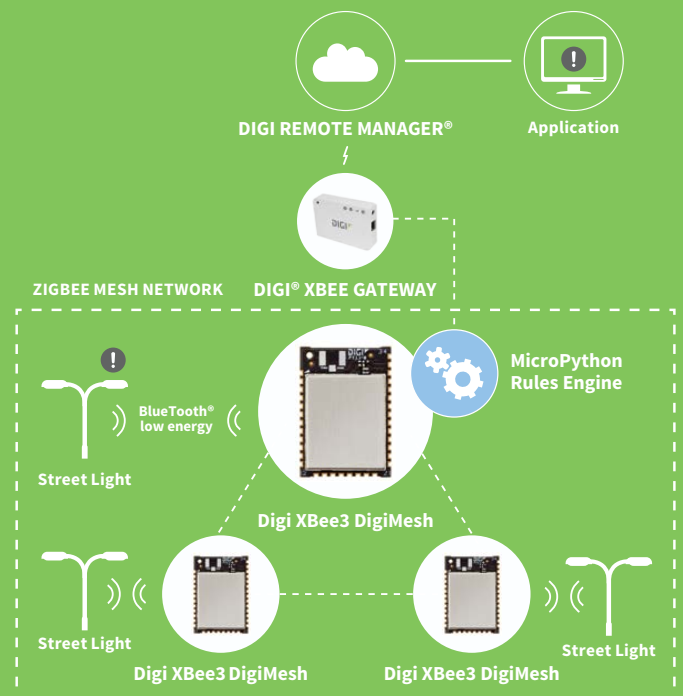 DIGI REMOTE MANAGER®
Application
!
DIGI
ZIGBEE MESH NETWORK
DIGI® XBEE GATEWAY
!
MicroPython
Rules Engine
BlueTooth®
low energy
DIGI
Street Light
Digi XBee3 DigiMesh
Street Light
Street Light
Digi XBee3 DigiMesh
Digi XBee3 DigiMesh